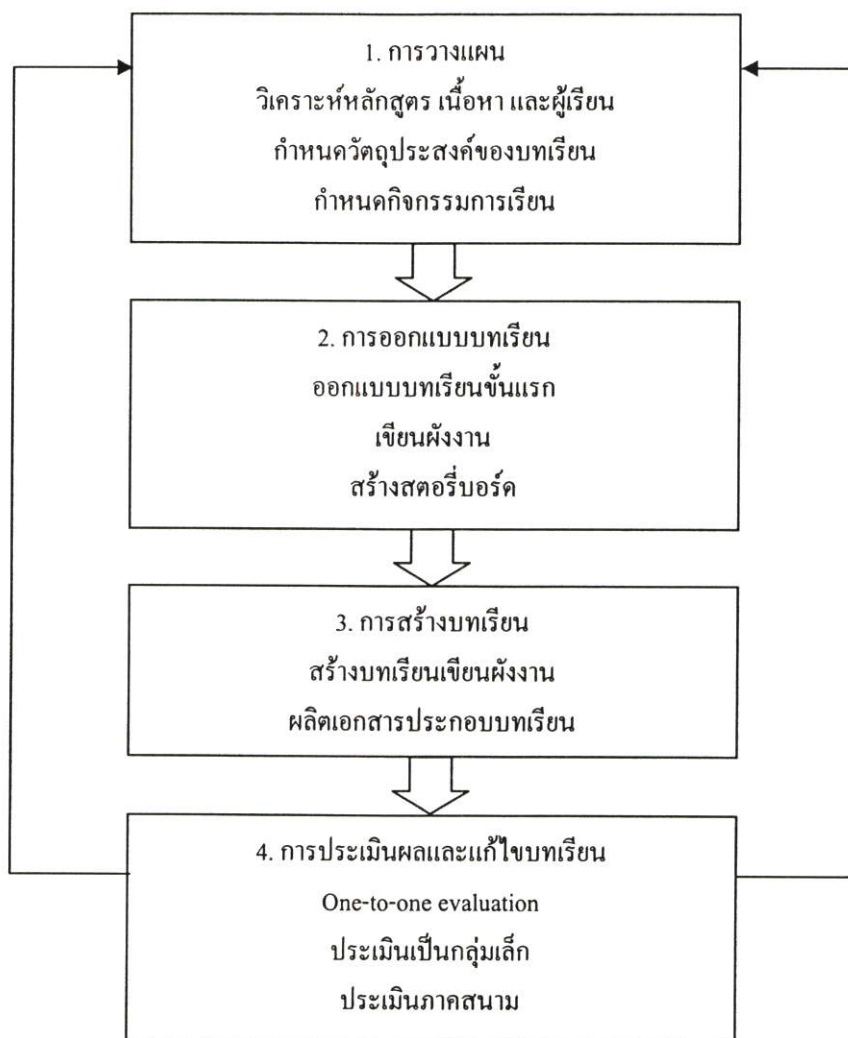 1. การวางแผน
วิเคราะห์หลักสูตร เนื้อหา และผู้เรียน
กำหนดวัตถุประสงค์ของบทเรียน
กำหนดกิจกรรมการเรียน
2. การออกแบบบทเรียน
ออกแบบบทเรียนขั้นแรก
เขียนผังงาน
สร้างสตอรี่บอร์ด
3. การสร้างบทเรียน
สร้างบทเรียนเขียนผังงาน
ผลิตเอกสารประกอบบทเรียน
4. การประเมินผลและแก้ไขบทเรียน
One-to-one evaluation
ประเมินเป็นกลุ่มเล็ก
ประเมินภาคสนาม